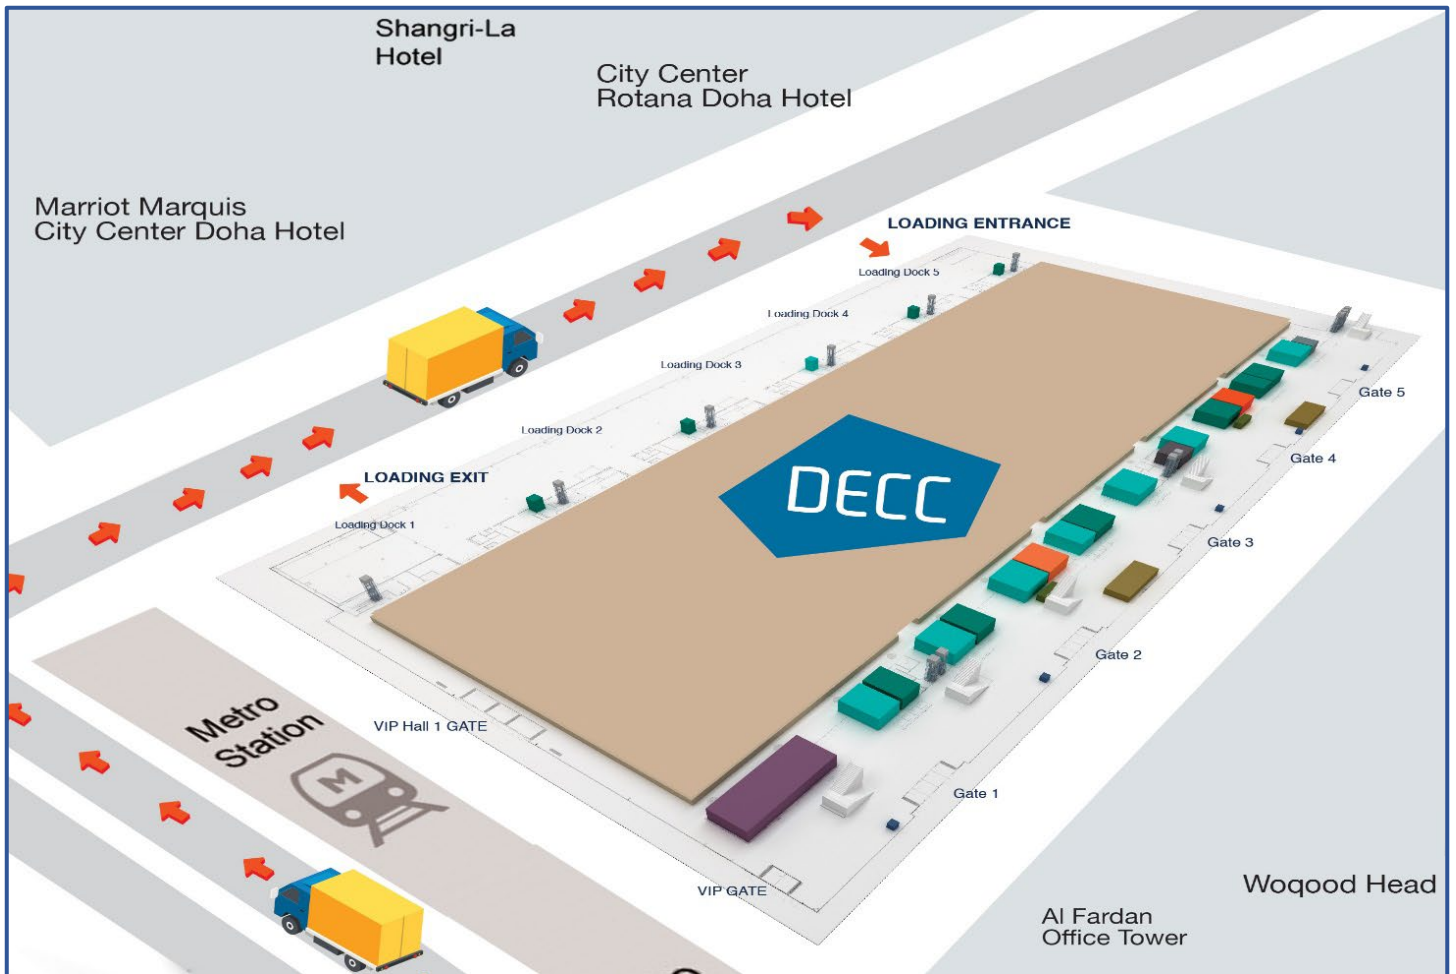 Shangri-La
Hotel
City Center
Rotana Doha Hotel
Marriot Marquis
City Center Doha Hotel
LOADING ENTRANCE
Loading Dock 5
Loading Dock 4
Loading Dock 3
Loading Dock 2
LOADING EXIT
Loading Dock 1
DECC
Gate 5
Gate 4
Gate 3
Gate 2
Gate 1
VIP Hall 1 GATE
VIP GATE
Metro
Station
M
Woqood Head
Al Fardan
Office Tower